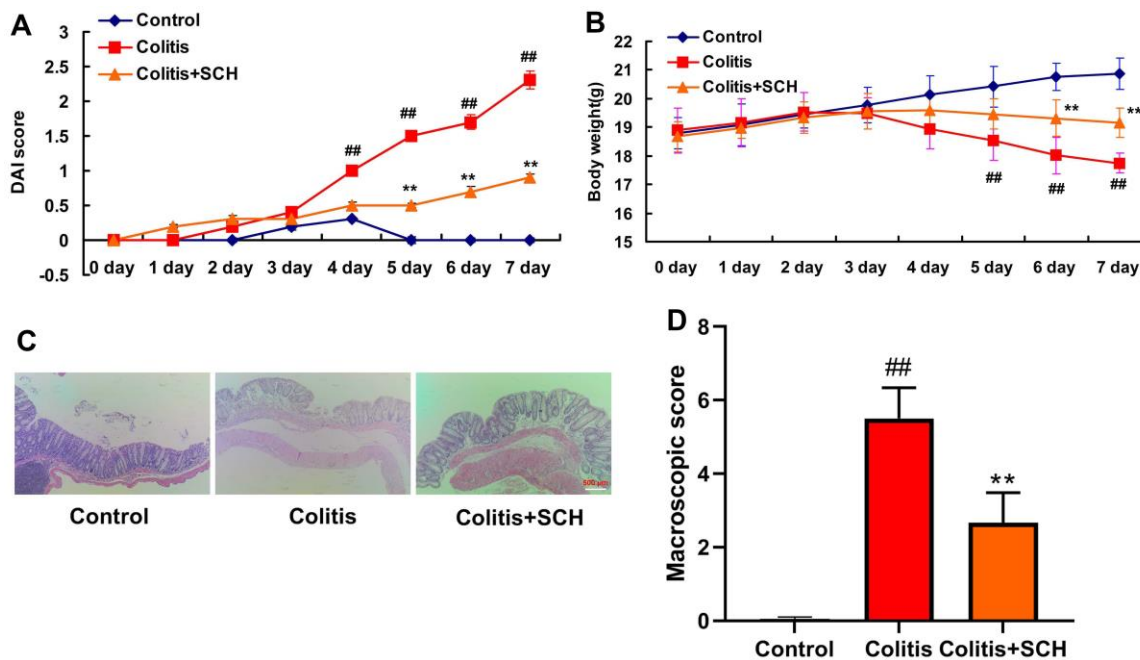 A
Control
Colitis
Colitis+SCH
DAI score
3
2.5
2
1.5
1
0.5
0
-0.5
## ## ## ##
** ** **
0 day 1 day 2 day 3 day 4 day 5 day 6 day 7 day
B
Control
Colitis
Colitis+SCH
Body weight(g)
22
21
20
19
18
17
16
15
** **
## ## ##
0 day 1 day 2 day 3 day 4 day 5 day 6 day 7 day
C
500 μm
Control Colitis Colitis+SCH
D
Macroscopic score
8
6
4
2
0
##
**
Control Colitis Colitis+SCH